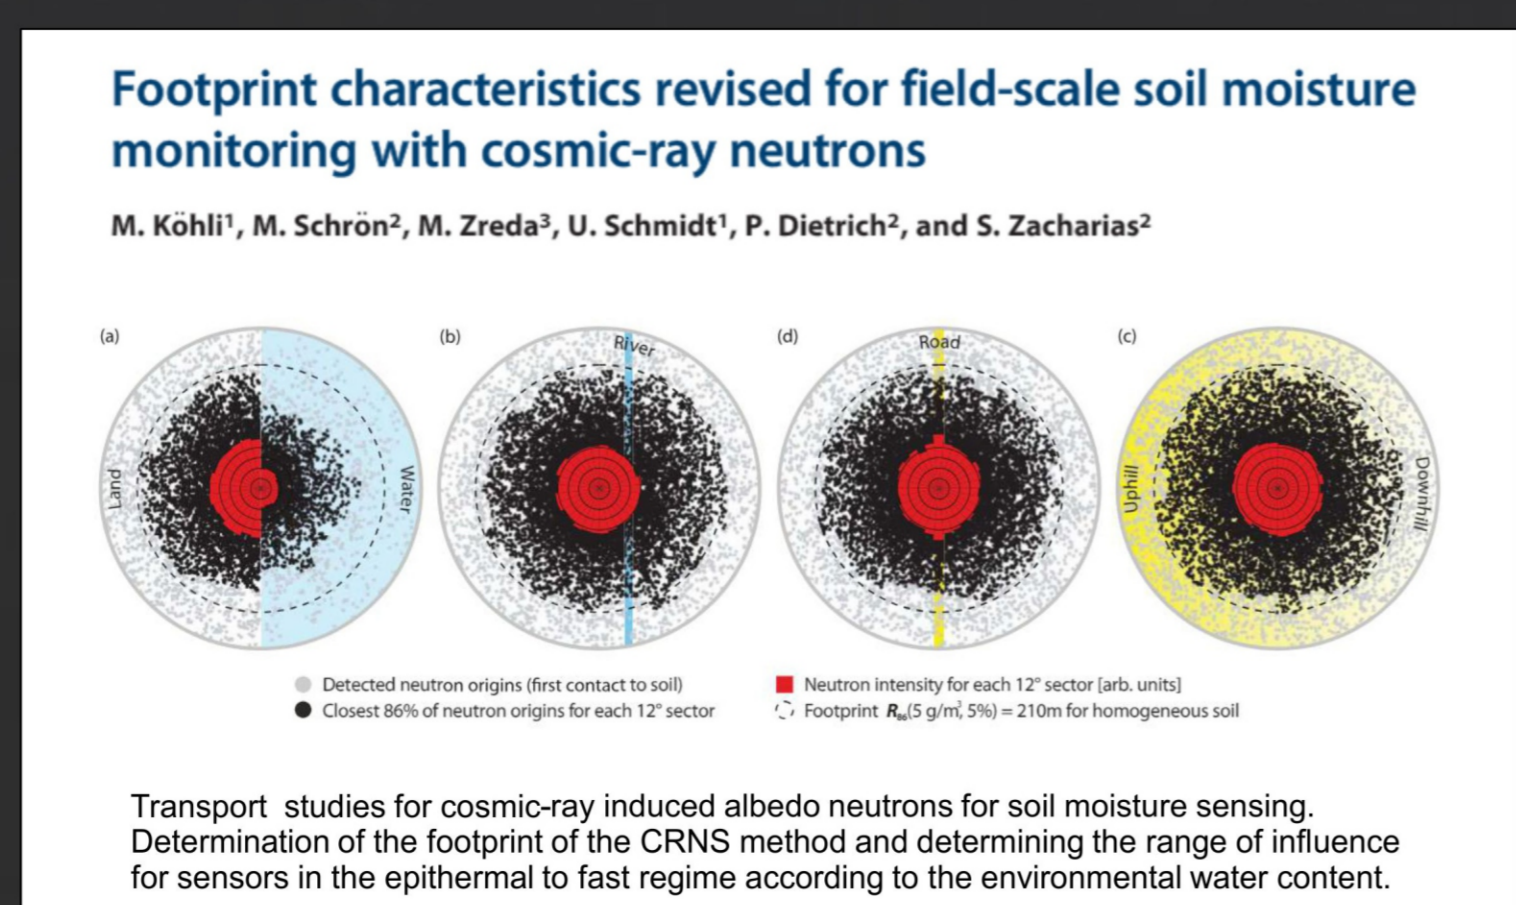 Footprint characteristics revised for field-scale soil moisture
monitoring with cosmic-ray neutrons
M. Köhli¹, M. Schrön², M. Zreda³, U. Schmidt¹, P. Dietrich², and S. Zacharias²
(a)
Land
Water
(b)
River
(d)
Road
(c)
Uphill
Downhill
Detected neutron origins (first contact to soil)
Closest 86% of neutron origins for each 12° sector
Neutron intensity for each 12° sector [arb. units]
Footprint R₈₆(5 g/m³, 5%) = 210m for homogeneous soil
Transport studies for cosmic-ray induced albedo neutrons for soil moisture sensing.
Determination of the footprint of the CRNS method and determining the range of influence
for sensors in the epithermal to fast regime according to the environmental water content.